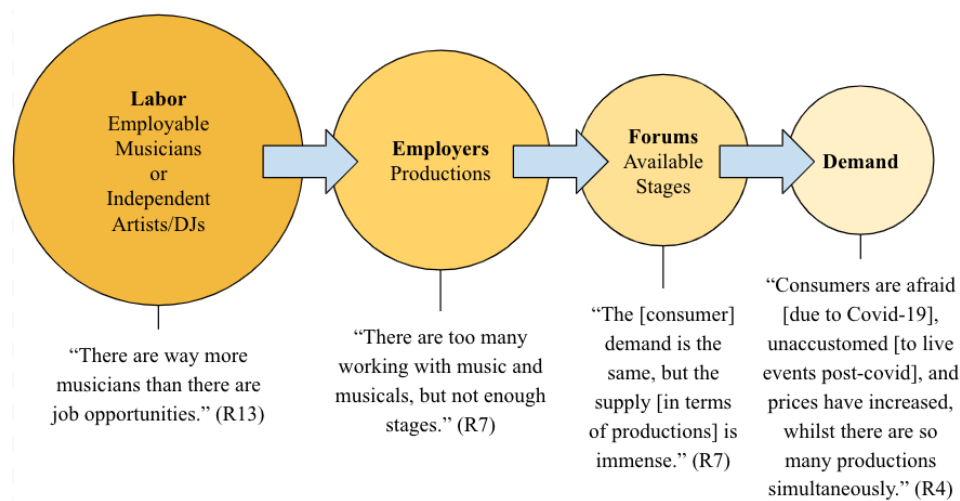 Labor
Employable
Musicians
or
Independent
Artists/DJs
Employers
Productions
Forums
Available
Stages
Demand
“There are way more
musicians than there are
job opportunities.” (R13)
“There are too many
working with music and
musicals, but not enough
stages.” (R7)
“The [consumer]
demand is the
same, but the
supply [in terms
of productions] is
immense.” (R7)
“Consumers are afraid
[due to Covid-19],
unaccustomed [to live
events post-covid], and
prices have increased,
whilst there are so
many productions
simultaneously.” (R4)